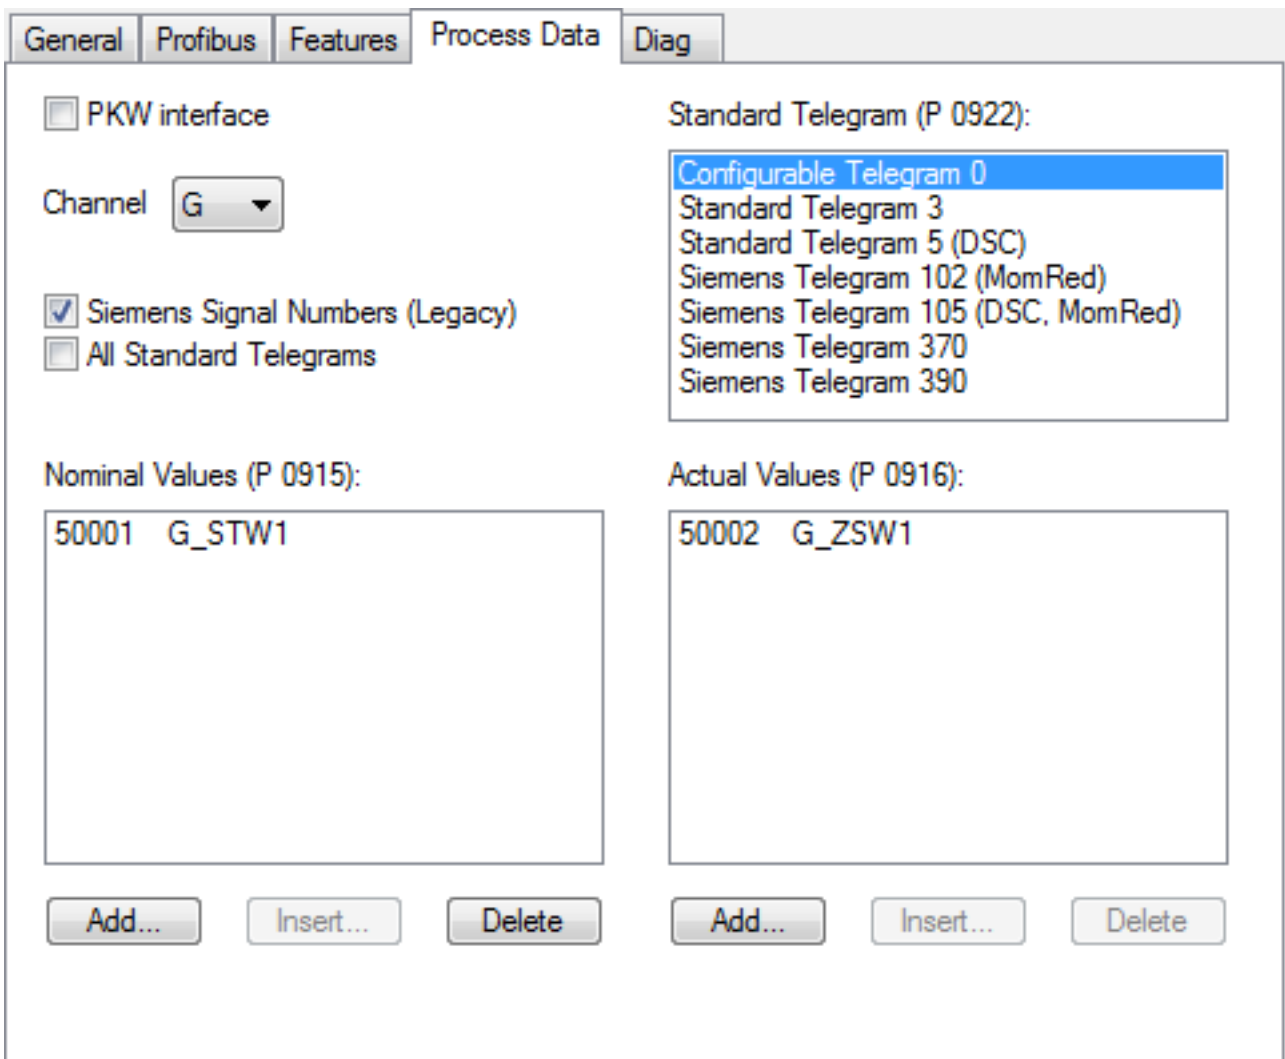 General Profibus Features Process Data Diag
PKW interface
Channel G
Siemens Signal Numbers (Legacy)
All Standard Telegrams
Standard Telegram (P 0922):
Configurable Telegram 0
Standard Telegram 3
Standard Telegram 5 (DSC)
Siemens Telegram 102 (MomRed)
Siemens Telegram 105 (DSC, MomRed)
Siemens Telegram 370
Siemens Telegram 390
Nominal Values (P 0915):
50001 G_STW1
Add... Insert... Delete
Actual Values (P 0916):
50002 G_ZSW1
Add... Insert... Delete